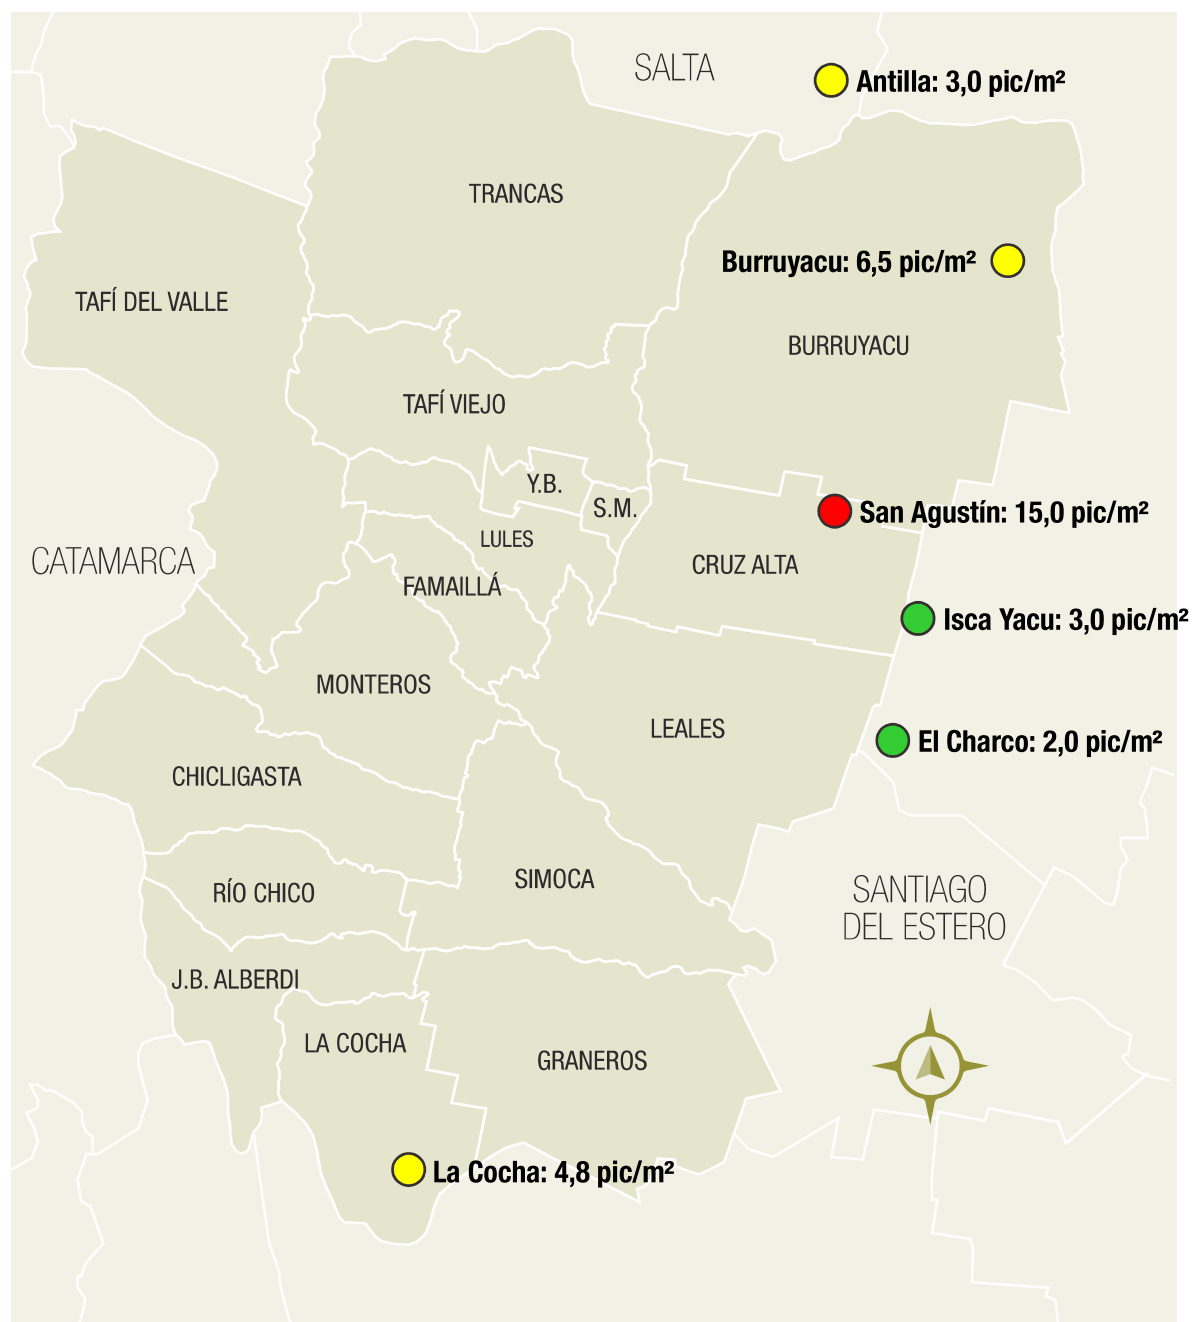 SALTA
Antilla: 3,0 pic/m²
TRANCAS
Burruyacu: 6,5 pic/m²
TAFÍ DEL VALLE
BURRUYACU
TAFÍ VIEJO
Y.B.
S.M.
San Agustín: 15,0 pic/m²
LULES
CATAMARCA
CRUZ ALTA
FAMAILLÁ
Isca Yacu: 3,0 pic/m²
MONTEROS
LEALES
El Charco: 2,0 pic/m²
CHICLIGASTA
SIMOCA
RÍO CHICO
SANTIAGO
DEL ESTERO
J.B. ALBERDI
LA COCHA
GRANEROS
La Cocha: 4,8 pic/m²